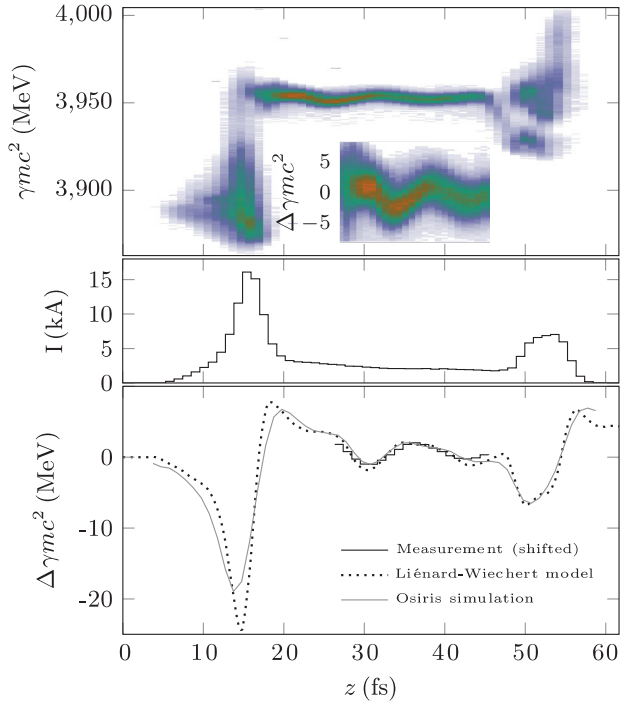 4,000
3,950
3,900
γmc² (MeV)
Δγmc²
5
0
−5
15
10
5
0
I (kA)
0
-10
-20
Δγmc² (MeV)
Measurement (shifted)
Liénard-Wiechert model
Osiris simulation
0 10 20 30 40 50 60
z (fs)